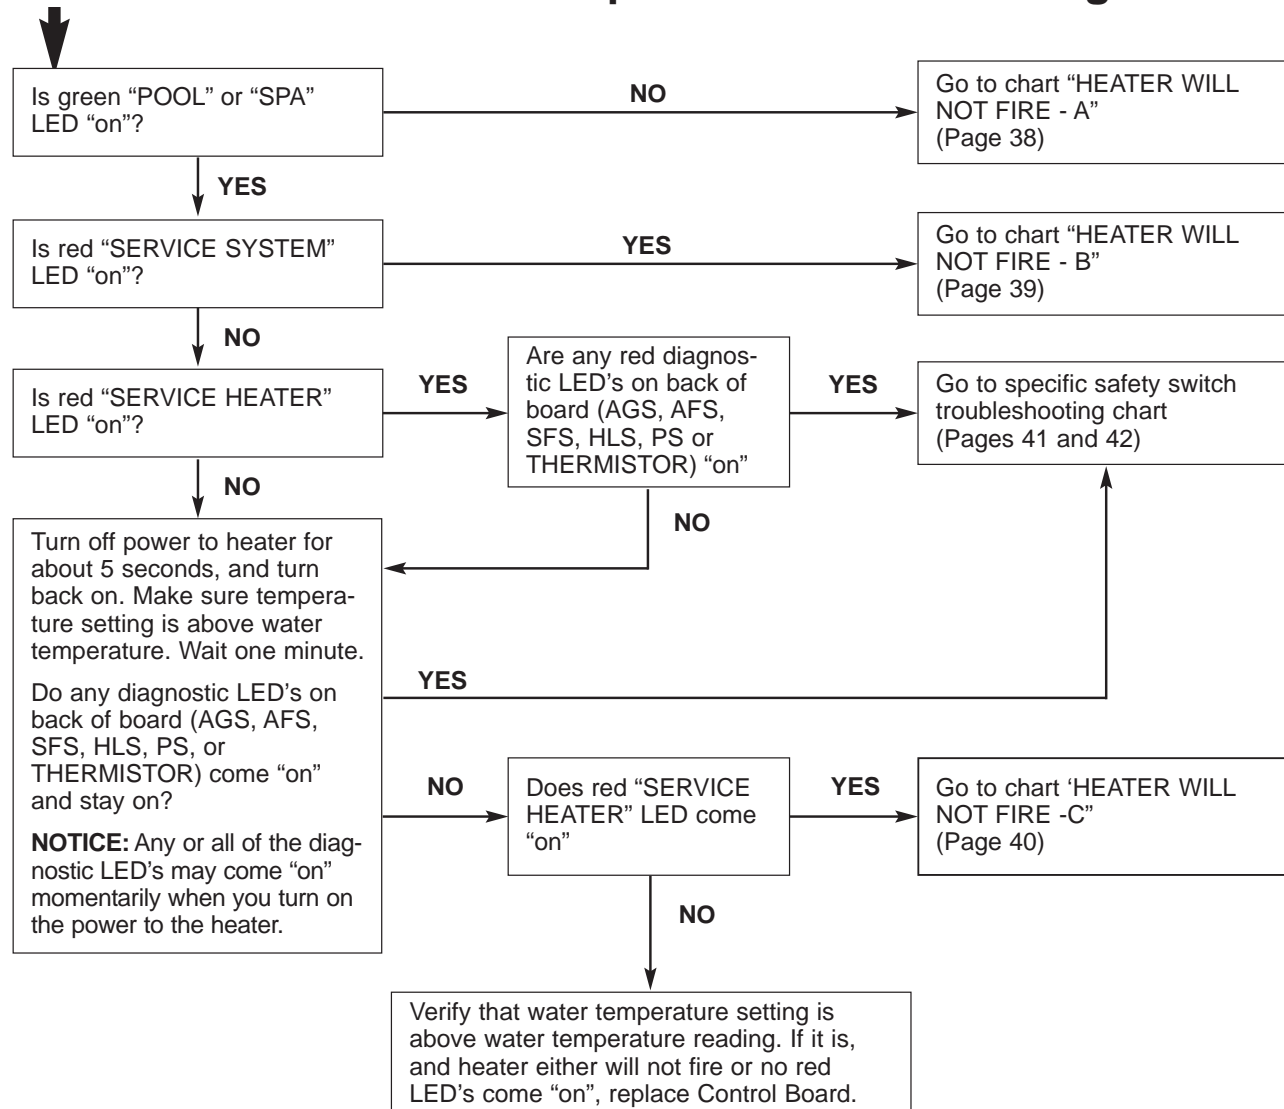 Is green “POOL” or “SPA”
LED “on”?
NO
Go to chart “HEATER WILL
NOT FIRE - A”
(Page 38)
YES
Is red “SERVICE SYSTEM”
LED “on”?
YES
Go to chart “HEATER WILL
NOT FIRE - B”
(Page 39)
NO
Is red “SERVICE HEATER”
LED “on”?
YES
Are any red diagnos-
tic LED’s on back of
board (AGS, AFS,
SFS, HLS, PS or
THERMISTOR) “on”
YES
Go to specific safety switch
troubleshooting chart
(Pages 41 and 42)
NO
NO
Turn off power to heater for
about 5 seconds, and turn
back on. Make sure tempera-
ture setting is above water
temperature. Wait one minute.
Do any diagnostic LED’s on
back of board (AGS, AFS,
SFS, HLS, PS, or
THERMISTOR) come “on”
and stay on?
NOTICE: Any or all of the diag-
nostic LED’s may come “on”
momentarily when you turn on
the power to the heater.
YES
NO
Does red “SERVICE
HEATER” LED come
“on”
YES
Go to chart ‘HEATER WILL
NOT FIRE -C”
(Page 40)
NO
Verify that water temperature setting is
above water temperature reading. If it is,
and heater either will not fire or no red
LED’s come “on”, replace Control Board.